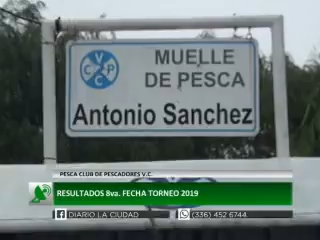 V
C P
C
MUELLE
DE PESCA
Antonio Sanchez
PESCA CLUB DE PESCADORES V.C.
RESULTADOS 8va. FECHA TORNEO 2019
DIARIO LA CIUDAD
(336) 452 6744